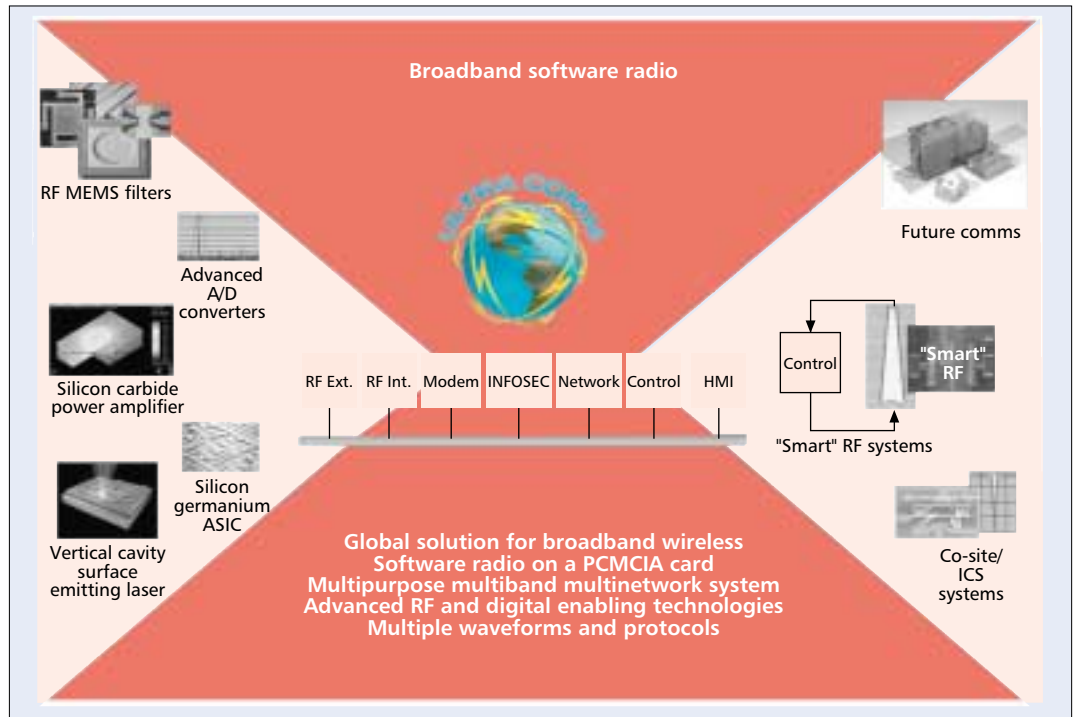 Broadband software radio
ULTRA COMM
RF MEMS filters
Advanced
A/D
converters
Silicon carbide
power amplifier
Silicon
germanium
ASIC
Vertical cavity
surface
emitting laser
RF Ext.
RF Int.
Modem
INFOSEC
Network
Control
HMI
Future comms
Control
"Smart"
RF
"Smart" RF systems
Co-site/
ICS
systems
Global solution for broadband wireless
Software radio on a PCMCIA card
Multipurpose multiband multinetwork system
Advanced RF and digital enabling technologies
Multiple waveforms and protocols